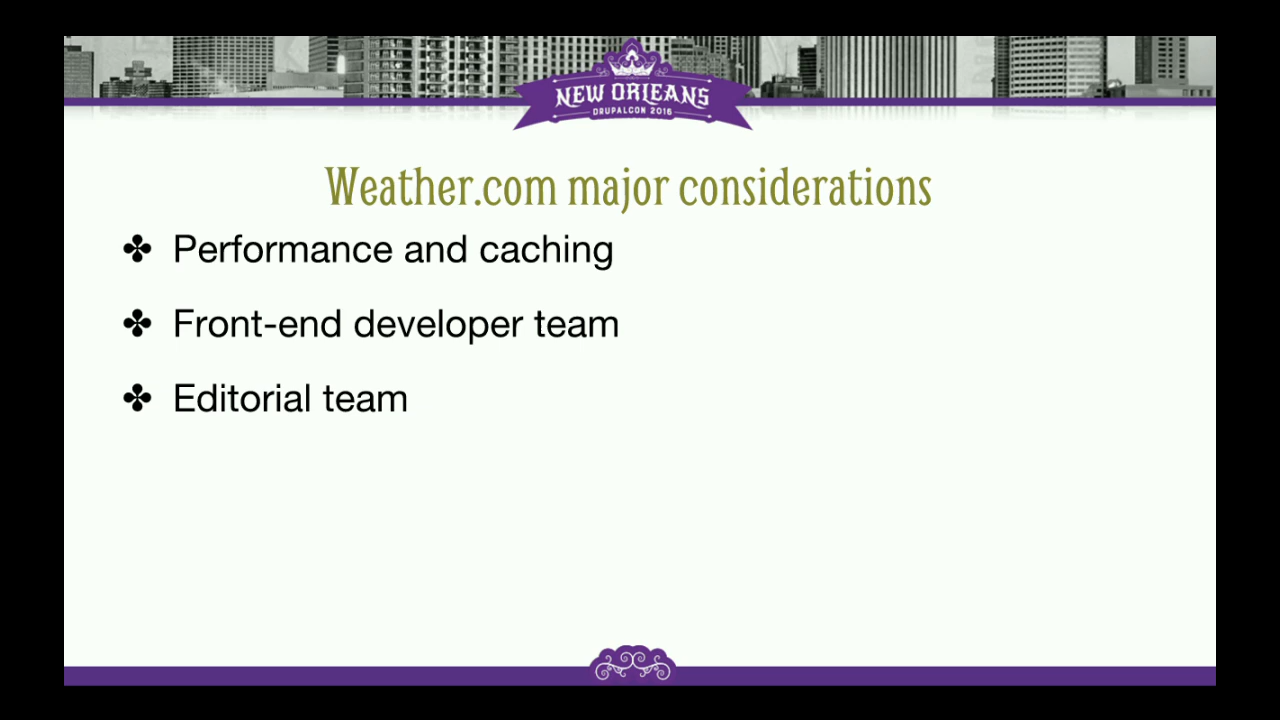 NEW ORLEANS
DRUPALCON 2016
Weather.com major considerations
✤ Performance and caching
✤ Front-end developer team
✤ Editorial team